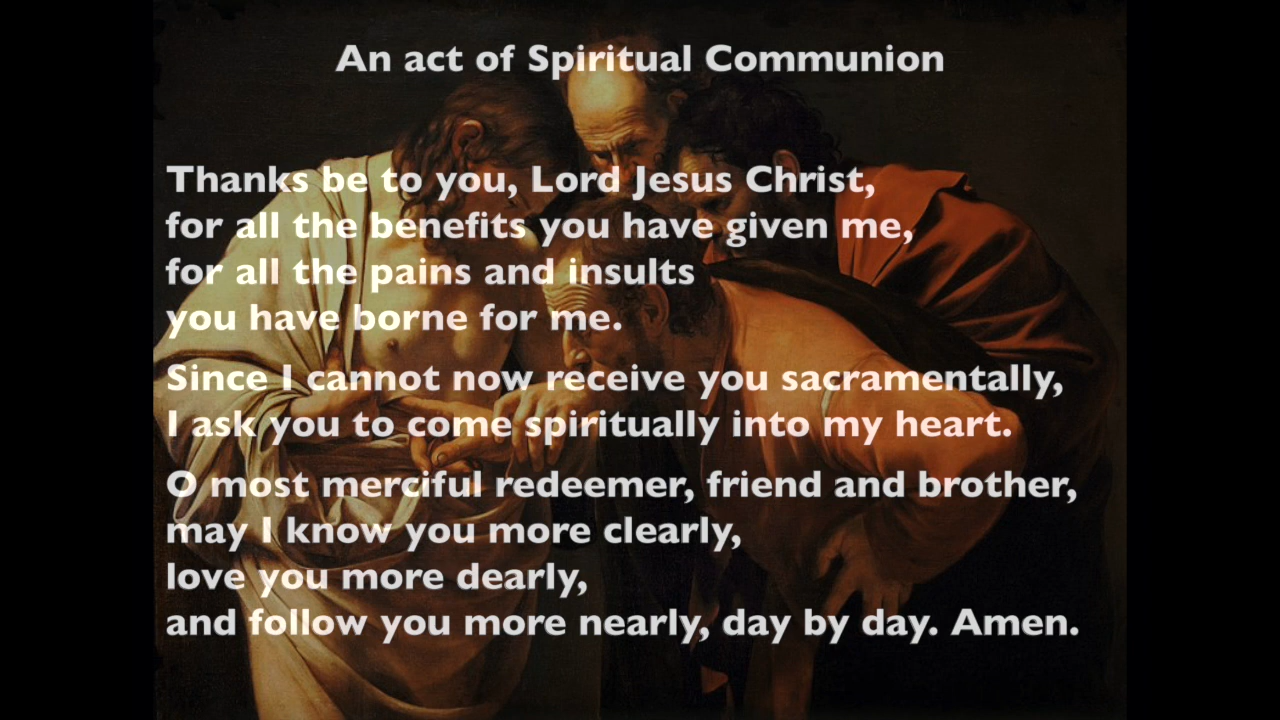 An act of Spiritual Communion
Thanks be to you, Lord Jesus Christ,
for all the benefits you have given me,
for all the pains and insults
you have borne for me.
Since I cannot now receive you sacramentally,
I ask you to come spiritually into my heart.
O most merciful redeemer, friend and brother,
may I know you more clearly,
love you more dearly,
and follow you more nearly, day by day. Amen.